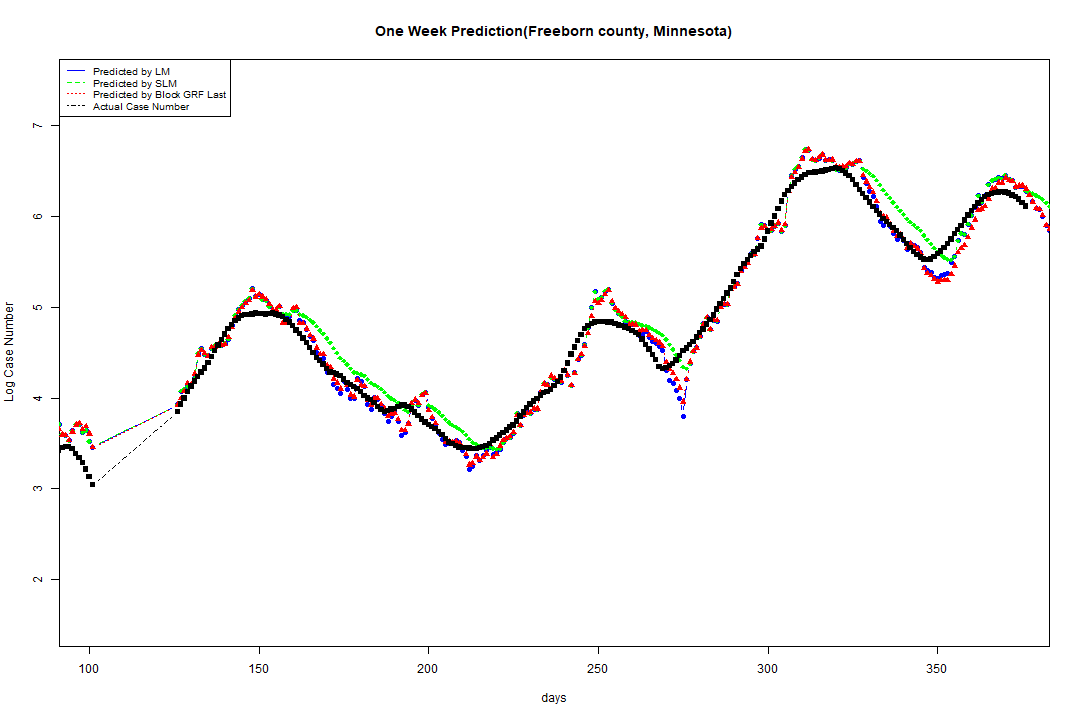 One Week Prediction(Freeborn county, Minnesota)
Predicted by LM
Predicted by SLM
Predicted by Block GRF Last
Actual Case Number
Log Case Number
7
6
5
4
3
2
100 150 200 250 300 350
days